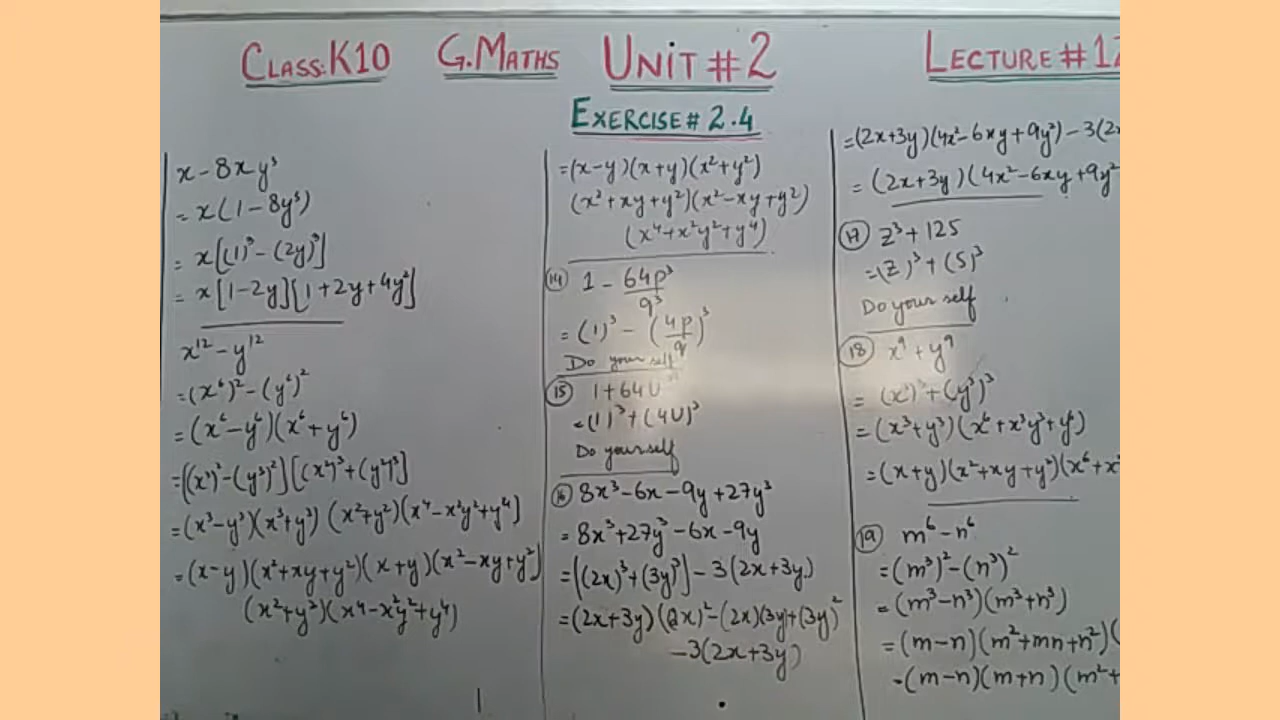 CLASS:K10 G.MATHS UNIT # 2 LECTURE # 12
EXERCISE# 2.4
x - 8xy³
= x(1 - 8y³)
= x[(1)³ - (2y)³]
= x[1-2y][1+2y+4y²]
x¹² - y¹²
= (x⁶)² - (y⁶)²
= (x⁶-y⁶)(x⁶+y⁶)
= [(x³)² - (y³)²][(x²)³+(y²)³]
= (x³-y³)(x³+y³)(x²+y²)(x⁴-x²y²+y⁴)
= (x-y)(x²+xy+y²)(x+y)(x²-xy+y²)
(x²+y²)(x⁴-x²y²+y⁴)
= (x-y)(x+y)(x²+y²)
(x²+xy+y²)(x²-xy+y²)
(x⁴+x²y²+y⁴)
14 1 - 64p³/q³
= (1)³ - (4p/q)³
Do your self
15 1+64U
= (1)³+(4U)³
Do yourself
16 8x³-6x-9y+27y³
= 8x³+27y³-6x-9y
= [(2x)³+(3y)³]-3(2x+3y)
= (2x+3y)(2x)²-(2x)(3y)+(3y)²
-3(2x+3y)
= (2x+3y)(4x²-6xy+9y²)-3(2x
= (2x+3y)(4x²-6xy+9y²
17 Z³+125
= (Z)³+(5)³
Do your self
18 x⁹+y⁹
= (x³)³+(y³)³
= (x³+y³)(x⁶+x³y³+y⁶)
= (x+y)(x²+xy+y²)(x⁶+x³
19 m⁶-n⁶
= (m³)²-(n³)²
= (m³-n³)(m³+n³)
= (m-n)(m²+mn+n²)(
= (m-n)(m+n)(m²+